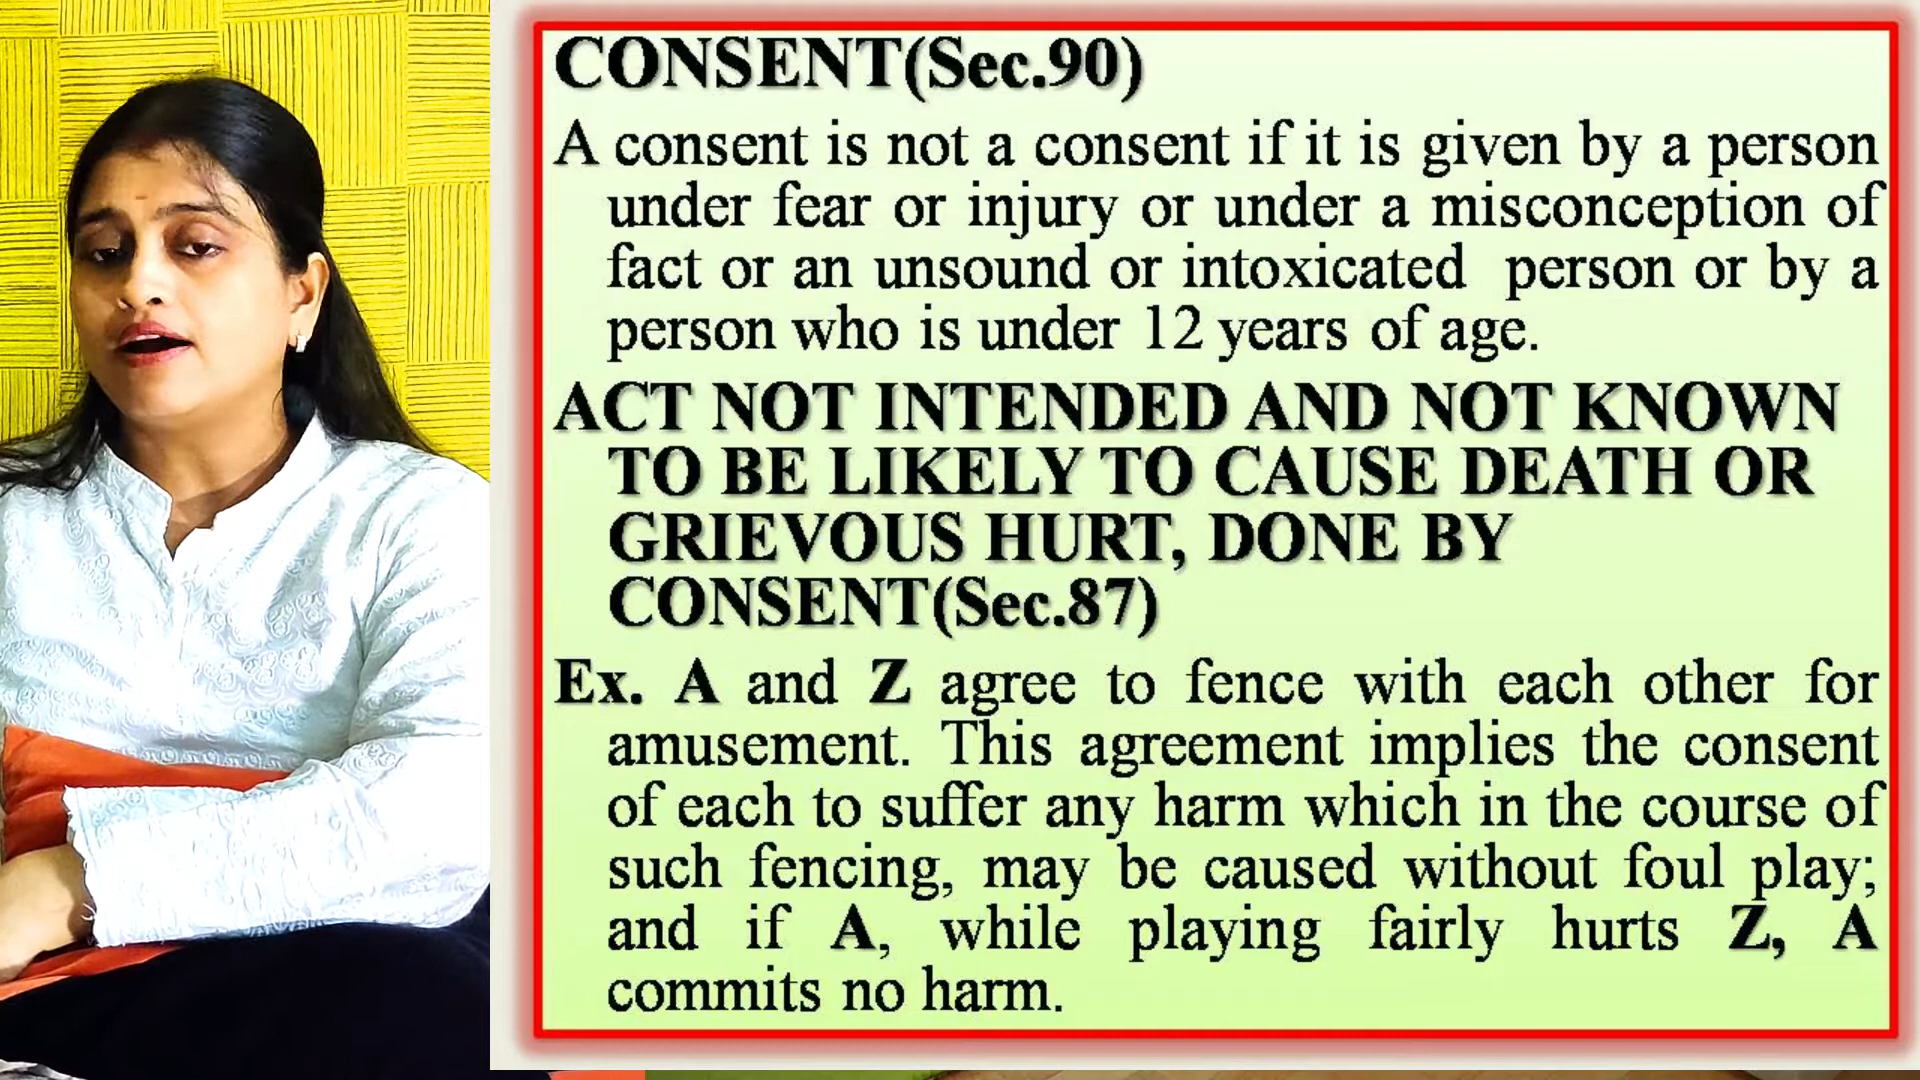 CONSENT(Sec.90)
A consent is not a consent if it is given by a person
under fear or injury or under a misconception of
fact or an unsound or intoxicated person or by a
person who is under 12 years of age.
ACT NOT INTENDED AND NOT KNOWN
TO BE LIKELY TO CAUSE DEATH OR
GRIEVOUS HURT, DONE BY
CONSENT(Sec.87)
Ex. A and Z agree to fence with each other for
amusement. This agreement implies the consent
of each to suffer any harm which in the course of
such fencing, may be caused without foul play;
and if A, while playing fairly hurts Z, A
commits no harm.